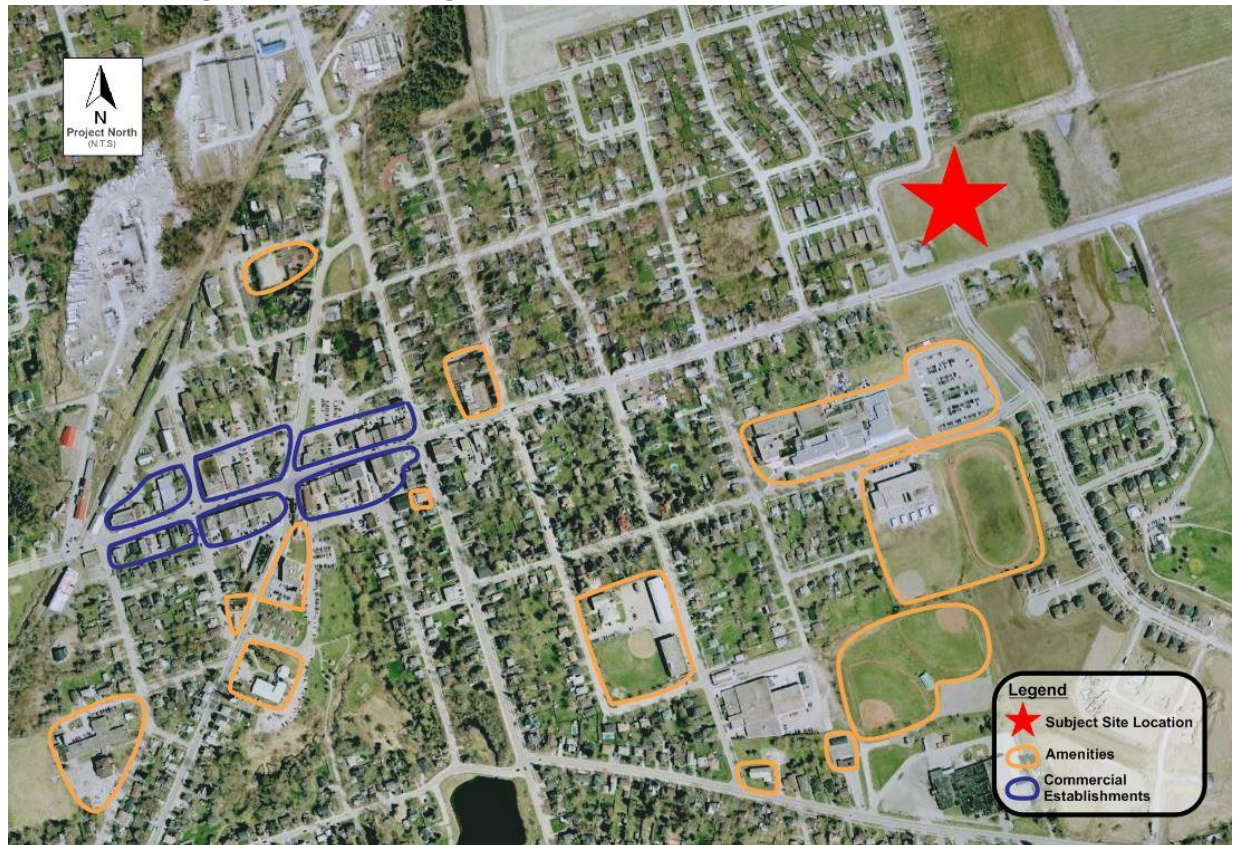 N
Project North
(N.T.S)
Legend
Subject Site Location
Amenities
Commercial
Establishments